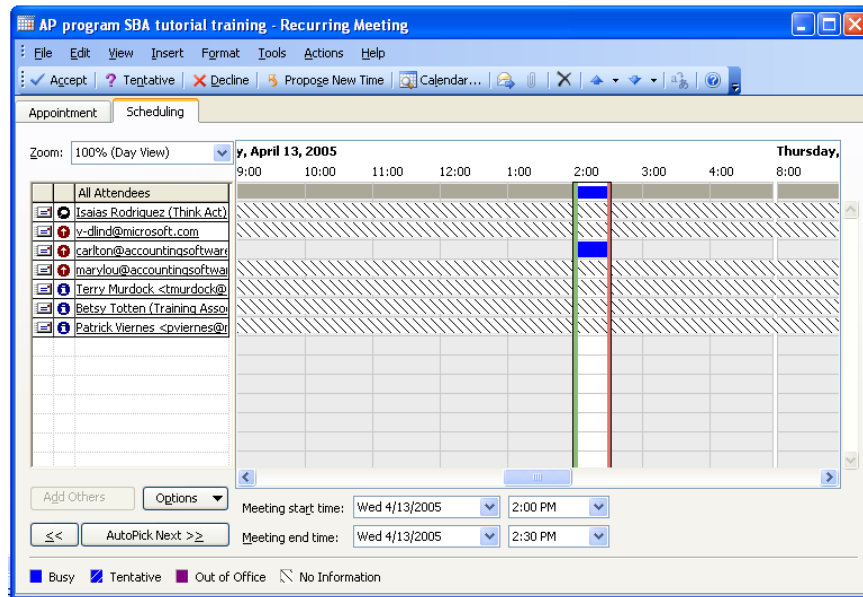 AP program SBA tutorial training - Recurring Meeting
File Edit View Insert Format Tools Actions Help
Accept Tentative Decline Propose New Time Calendar...
Appointment Scheduling
Zoom: 100% (Day View)
y, April 13, 2005 Thursday,
9:00 10:00 11:00 12:00 1:00 2:00 3:00 4:00 8:00
All Attendees
Isaias Rodriguez (Think Act)
v-dlind@microsoft.com
carlton@accountingsoftware
marylou@accountingsoftwa
Terry Murdock <tmurdock@
Betsy Totten (Training Asso
Patrick Viernes <pviernes@
Add Others Options
Meeting start time: Wed 4/13/2005 2:00 PM
<< AutoPick Next >>
Meeting end time: Wed 4/13/2005 2:30 PM
Busy Tentative Out of Office No Information